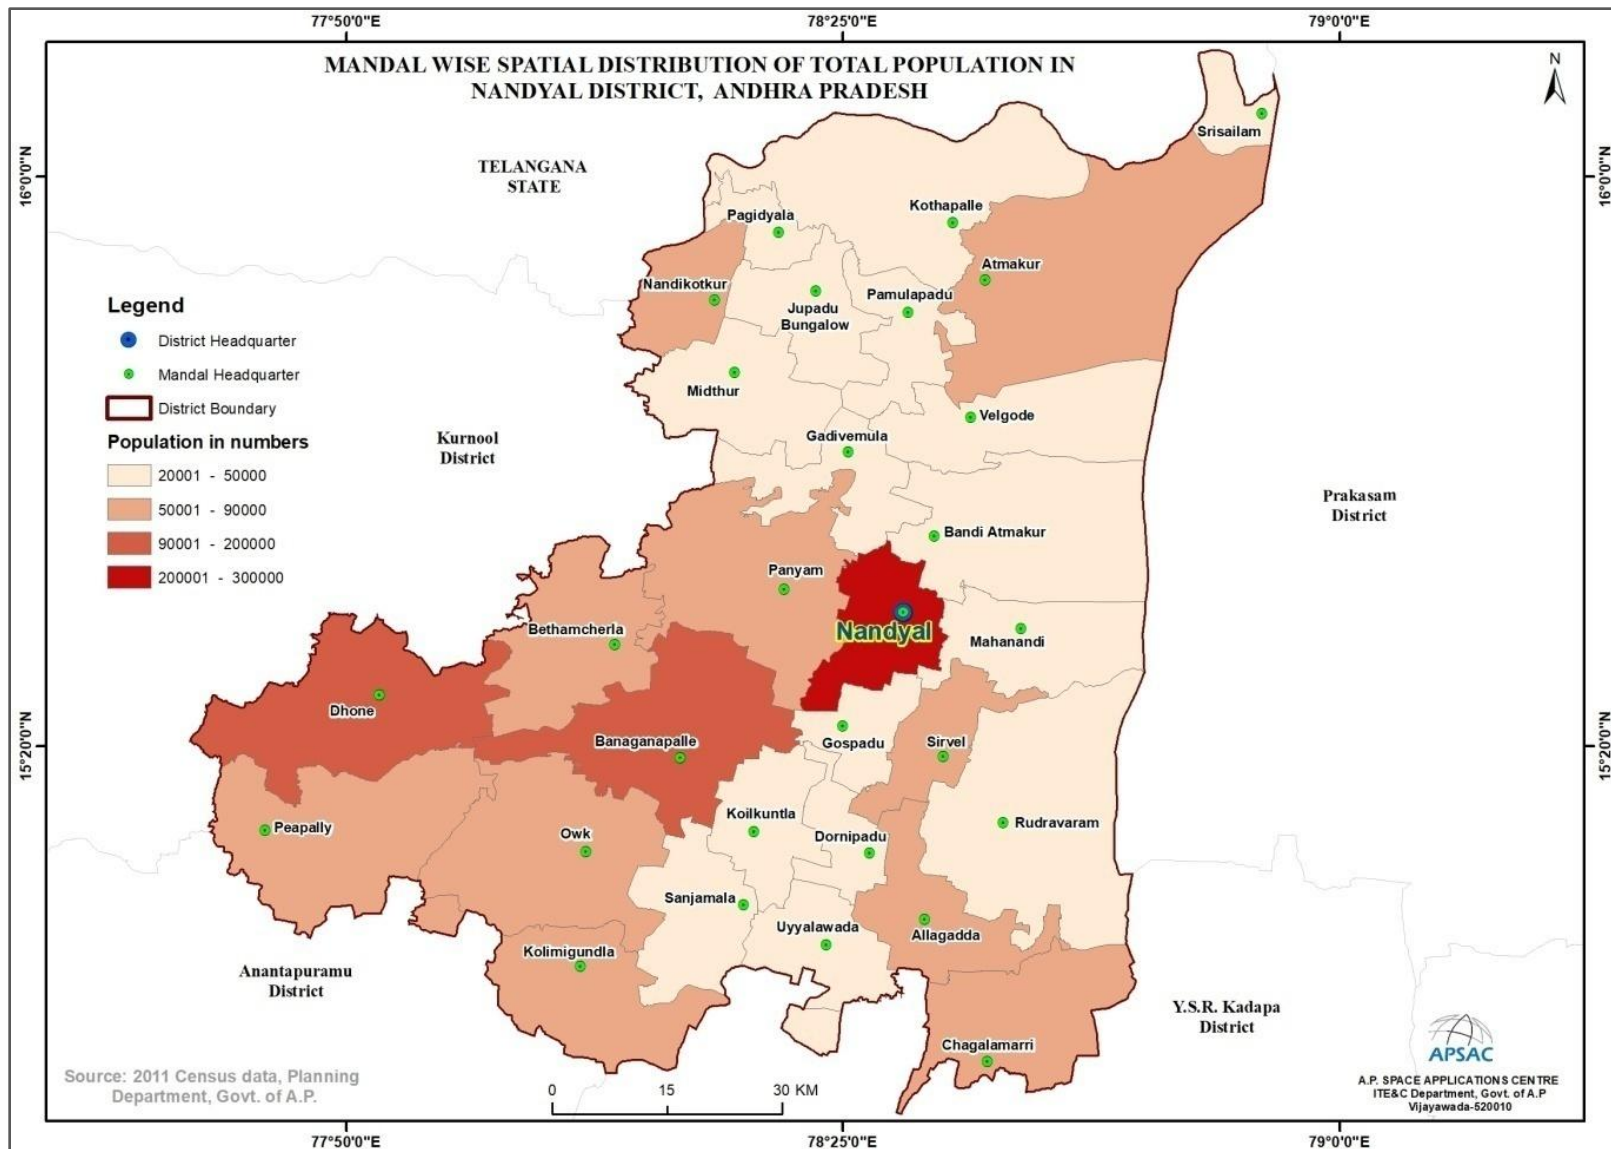 77°50'0"E
78°25'0"E
79°0'0"E
MANDAL WISE SPATIAL DISTRIBUTION OF TOTAL POPULATION IN
NANDYAL DISTRICT, ANDHRA PRADESH
N
Srisailam
16°0'0"N
16°0'0"N
TELANGANA
STATE
Pagidyala
Kothapalle
Nandikotkur
Atmakur
Jupadu
Bungalow
Pamulapadu
Legend
District Headquarter
Mandal Headquarter
District Boundary
Population in numbers
20001 - 50000
50001 - 90000
90001 - 200000
200001 - 300000
Midthur
Velgode
Kurnool
District
Gadivemula
Prakasam
District
Bandi Atmakur
Panyam
Bethamcherla
Nandyal
Mahanandi
Dhone
Banaganapalle
Gospadu
Sirvel
15°20'0"N
15°20'0"N
Peapally
Owk
Koilkuntla
Dornipadu
Rudravaram
Sanjamala
Uyyalawada
Allagadda
Kolimigundla
Anantapuramu
District
Y.S.R. Kadapa
District
Chagalamarri
APSAC
A.P. SPACE APPLICATIONS CENTRE
ITE&C Department, Govt. of A.P
Vijayawada-520010
Source: 2011 Census data, Planning
Department, Govt. of A.P.
0 15 30 KM
77°50'0"E
78°25'0"E
79°0'0"E